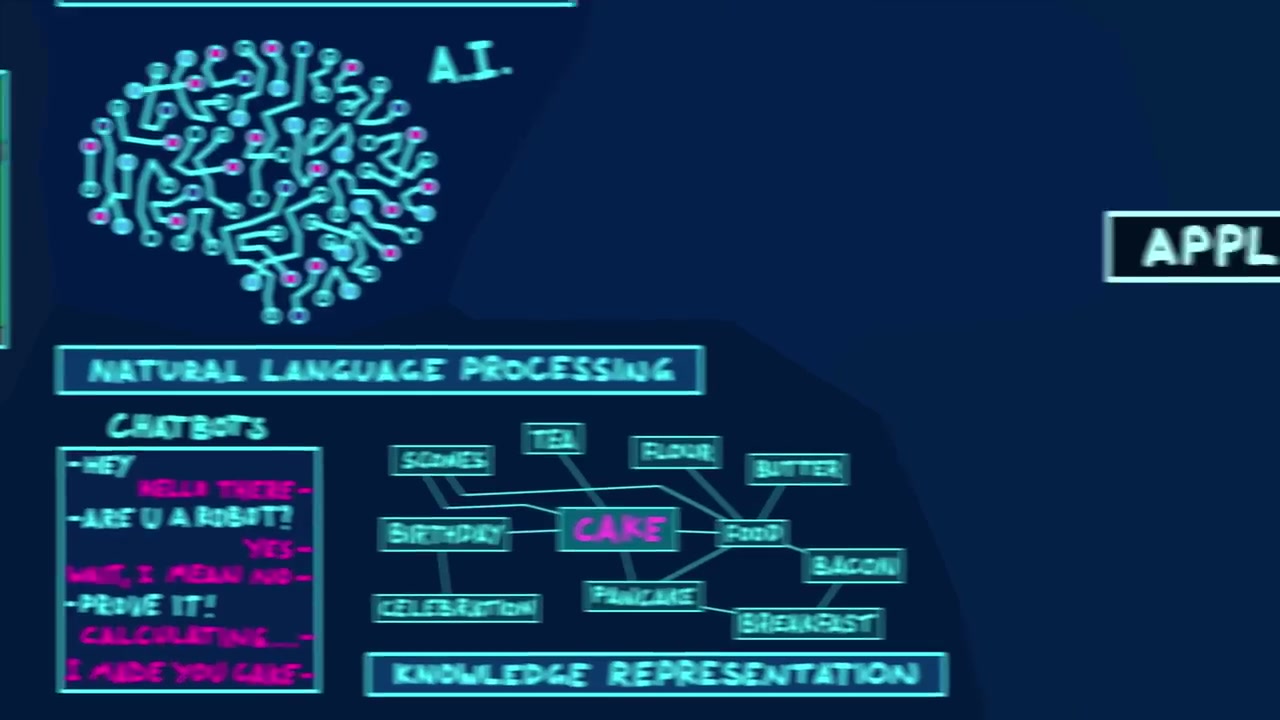 A.I.
APPL
NATURAL LANGUAGE PROCESSING
CHATBOTS
-HEY
HELLO THERE-
-ARE U A ROBOT?
YES-
WAIT, I MEAN NO-
-PROVE IT!
CALCULATING...-
I MADE YOU CAKE-
TEA
SCONES
FLOUR
BUTTER
BIRTHDAY
CAKE
FOOD
BACON
CELEBRATION
PANCAKE
BREAKFAST
KNOWLEDGE REPRESENTATION